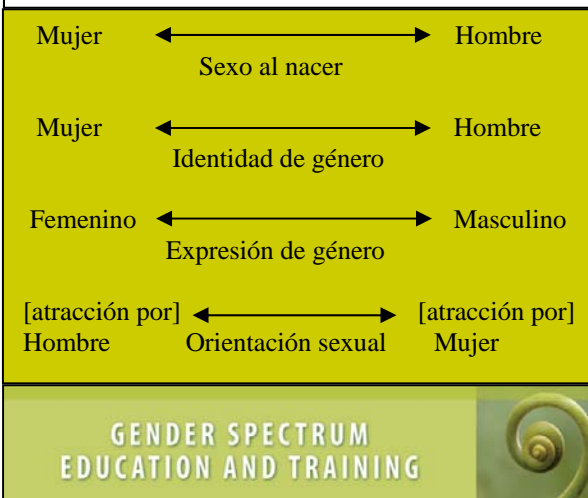 Mujer Hombre
Sexo al nacer
Mujer Hombre
Identidad de género
Femenino Masculino
Expresión de género
[atracción por] [atracción por]
Hombre Orientación sexual Mujer
GENDER SPECTRUM
EDUCATION AND TRAINING